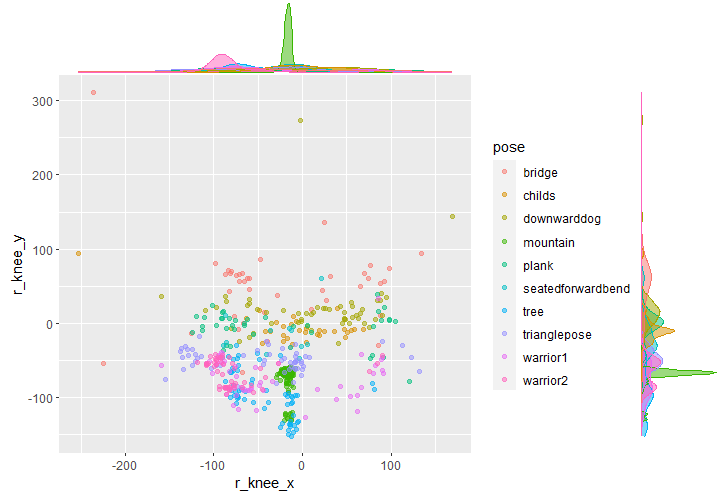 300
200
100
0
-100
r_knee_y
-200
-100
0
100
r_knee_x
pose
bridge
childs
downwarddog
mountain
plank
seatedforwardbend
tree
trianglepose
warrior1
warrior2